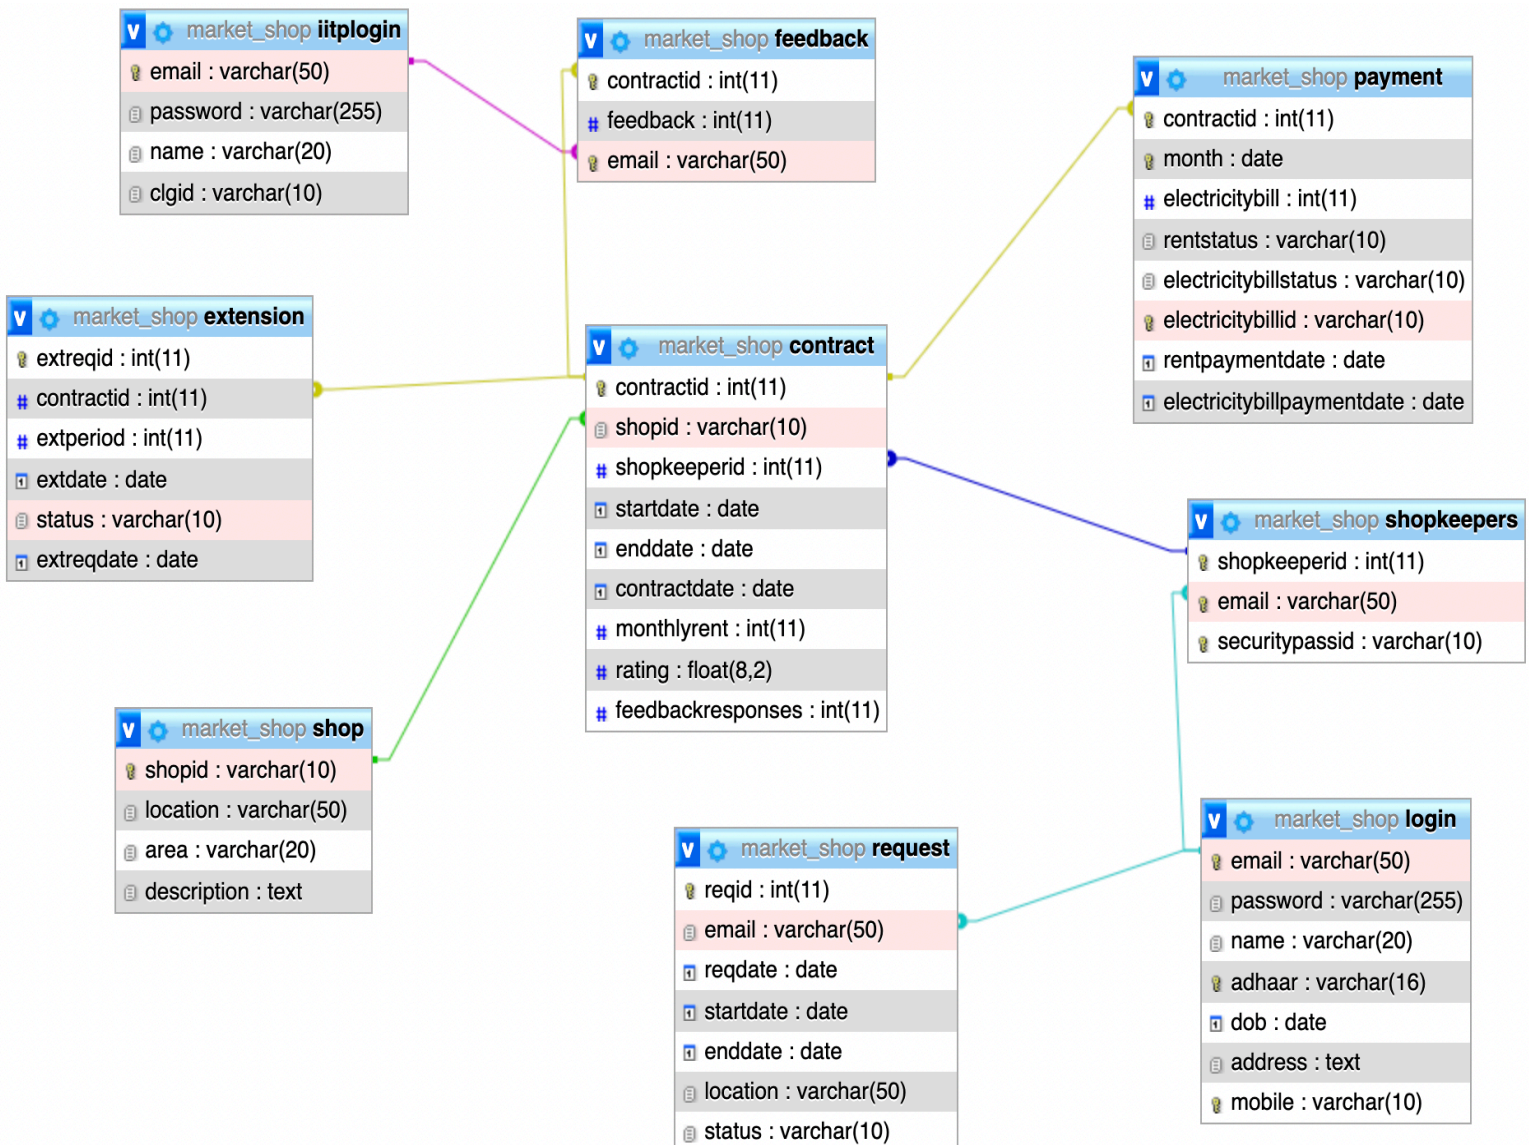 market_shop iitplogin
email : varchar(50)
password : varchar(255)
name : varchar(20)
clgid : varchar(10)
market_shop feedback
contractid : int(11)
feedback : int(11)
email : varchar(50)
market_shop payment
contractid : int(11)
month : date
electricitybill : int(11)
rentstatus : varchar(10)
electricitybillstatus : varchar(10)
electricitybillid : varchar(10)
rentpaymentdate : date
electricitybillpaymentdate : date
market_shop extension
extreqid : int(11)
contractid : int(11)
extperiod : int(11)
extdate : date
status : varchar(10)
extreqdate : date
market_shop contract
contractid : int(11)
shopid : varchar(10)
shopkeeperid : int(11)
startdate : date
enddate : date
contractdate : date
monthlyrent : int(11)
rating : float(8,2)
feedbackresponses : int(11)
market_shop shopkeepers
shopkeeperid : int(11)
email : varchar(50)
securitypassid : varchar(10)
market_shop shop
shopid : varchar(10)
location : varchar(50)
area : varchar(20)
description : text
market_shop request
reqid : int(11)
email : varchar(50)
reqdate : date
startdate : date
enddate : date
location : varchar(50)
status : varchar(10)
market_shop login
email : varchar(50)
password : varchar(255)
name : varchar(20)
adhaar : varchar(16)
dob : date
address : text
mobile : varchar(10)